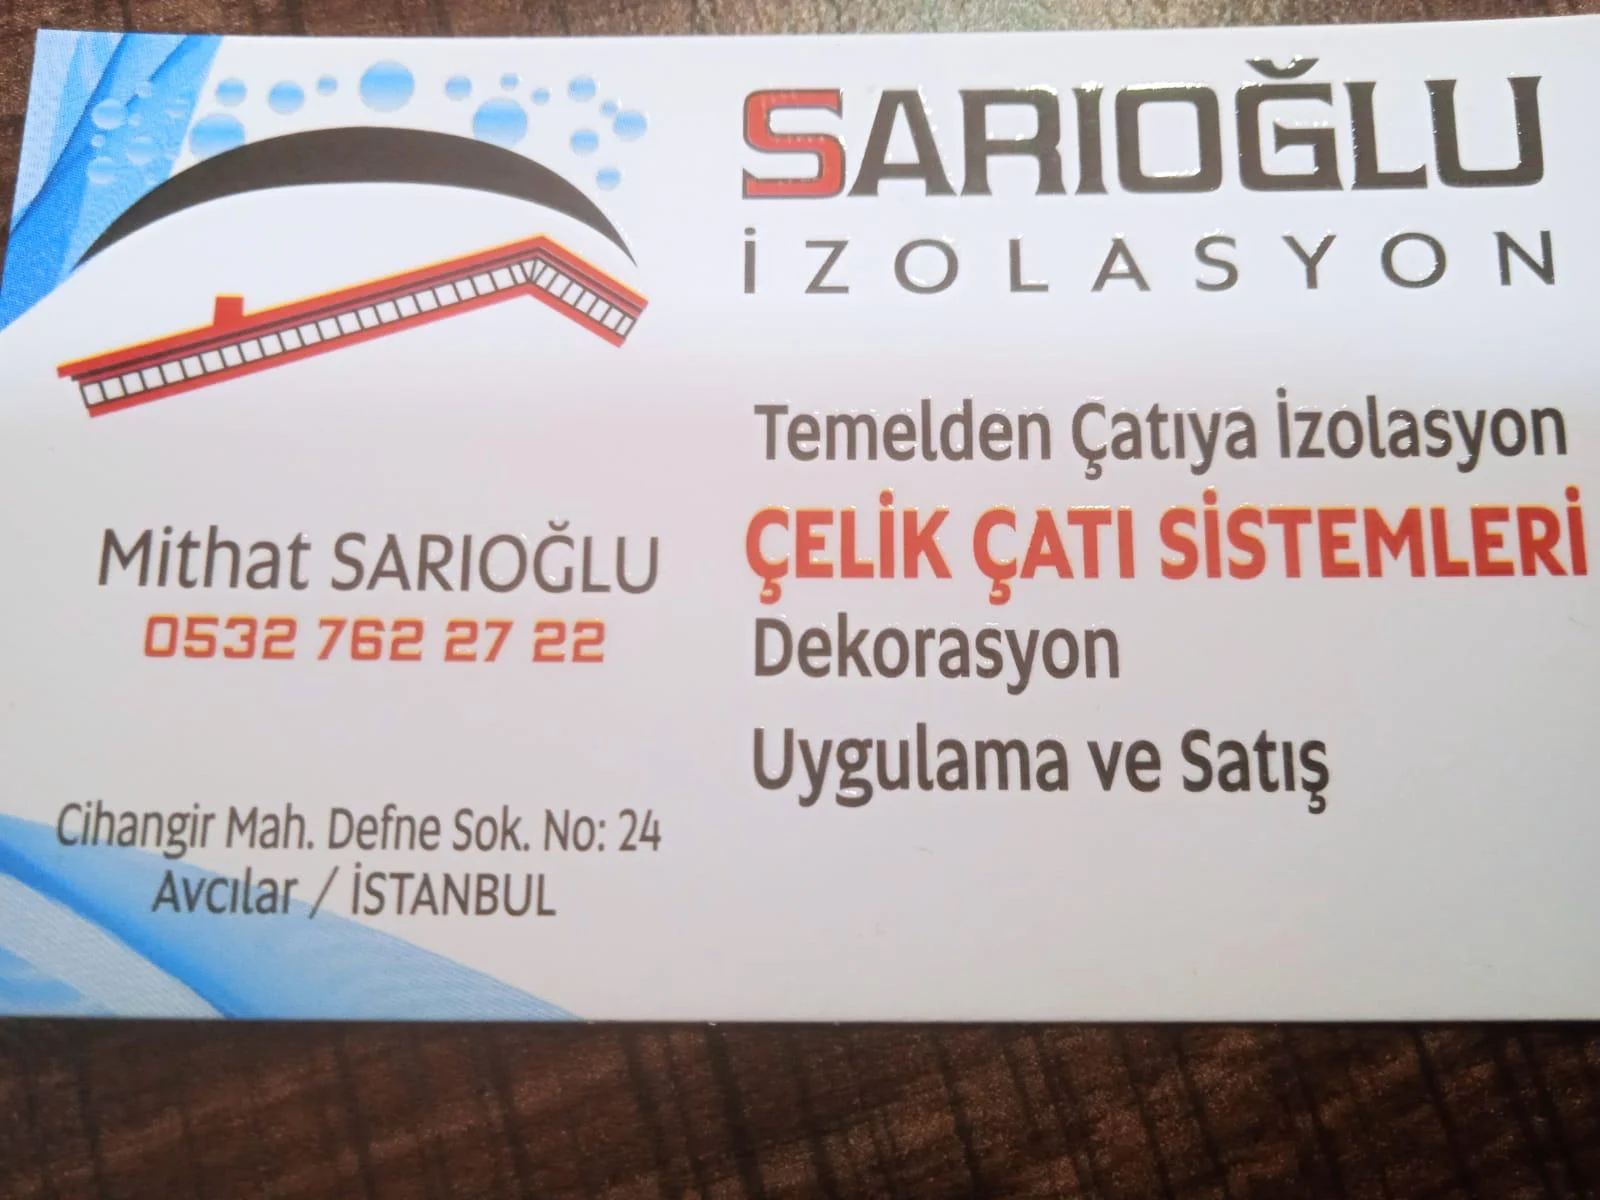 SARIOĞLU
İZOLASYON
Temelden Çatıya İzolasyon
ÇELİK ÇATI SİSTEMLERİ
Dekorasyon
Uygulama ve Satış
Mithat SARIOĞLU
0532 762 27 22
Cihangir Mah. Defne Sok. No: 24
Avcılar / İSTANBUL